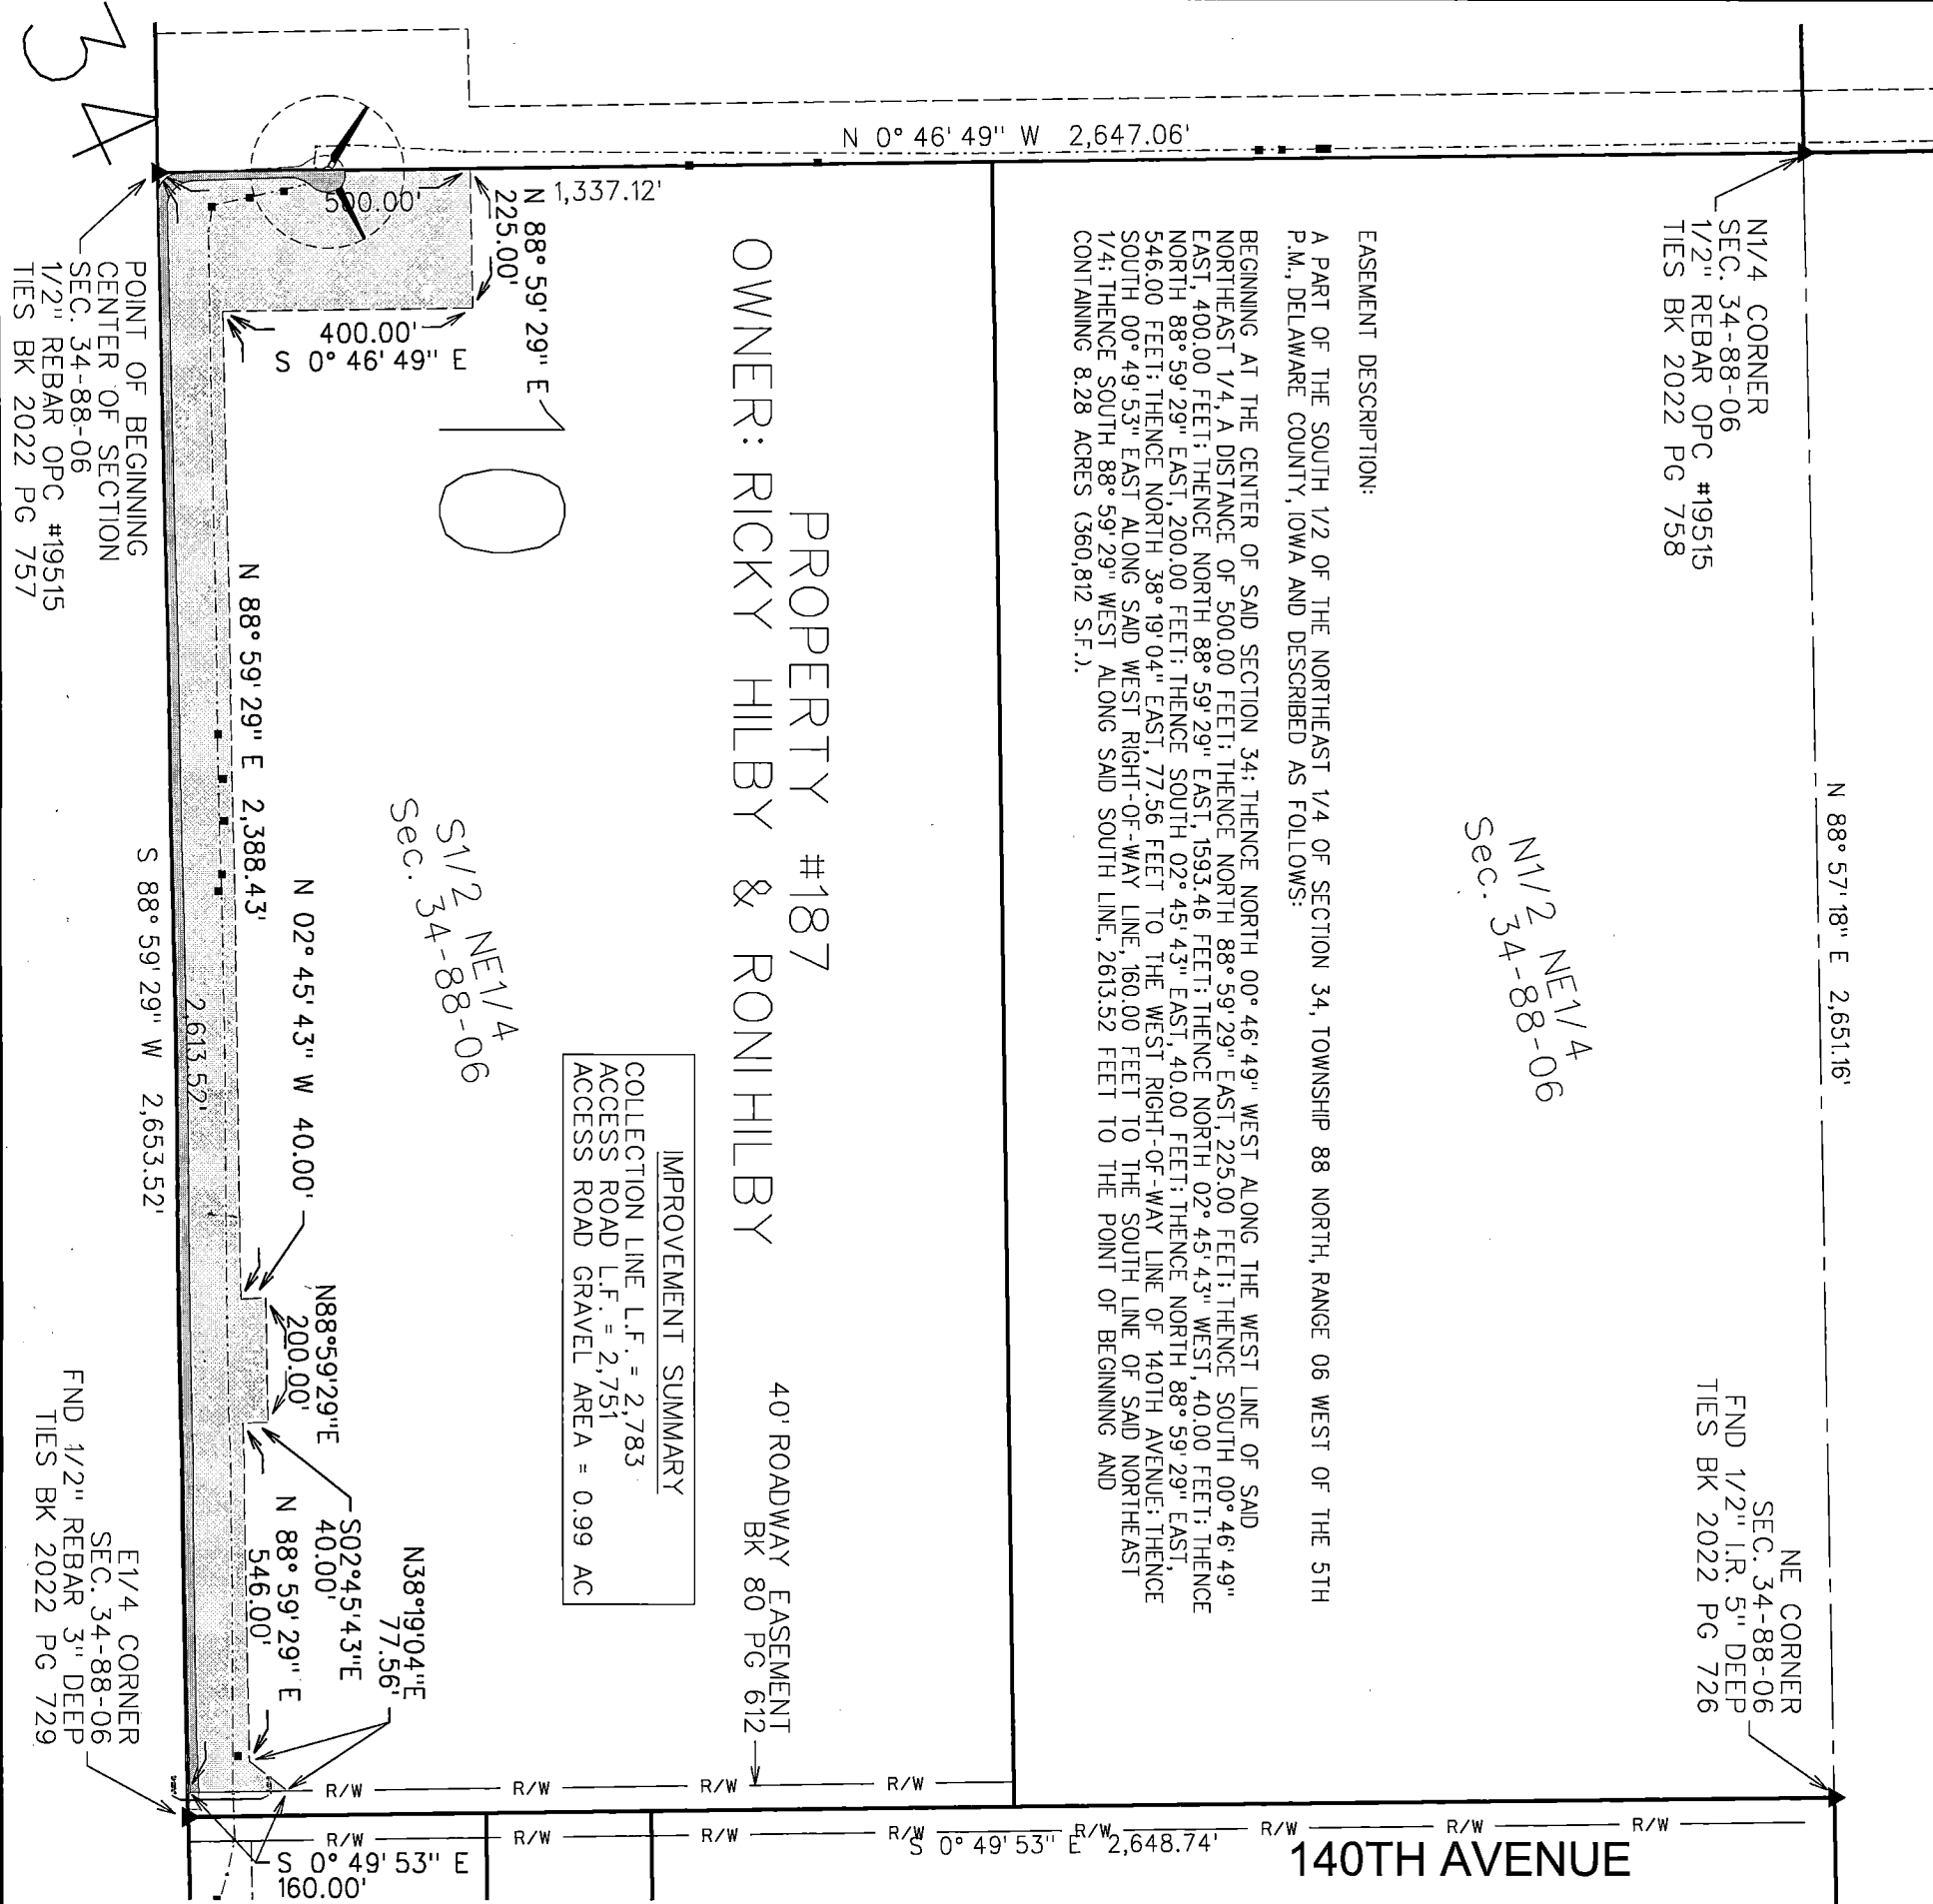 34
N 0° 46' 49" W 2,647.06'
1,337.12'
500.00'
N 88° 59' 29" E
225.00'
400.00'
S 0° 46' 49" E
10
N1/4 CORNER
SEC. 34-88-06
1/2" REBAR OPC #19515
TIES BK 2022 PG 758
N 88° 57' 18" E 2,651.16'
NE CORNER
SEC. 34-88-06
FND 1/2" I.R. 5" DEEP
TIES BK 2022 PG 726
N1/2 NE1/4
Sec. 34-88-06
EASEMENT DESCRIPTION:
A PART OF THE SOUTH 1/2 OF THE NORTHEAST 1/4 OF SECTION 34, TOWNSHIP 88 NORTH, RANGE 06 WEST OF THE 5TH
P.M., DELAWARE COUNTY, IOWA AND DESCRIBED AS FOLLOWS:
BEGINNING AT THE CENTER OF SAID SECTION 34; THENCE NORTH 00° 46' 49" WEST ALONG THE WEST LINE OF SAID
NORTHEAST 1/4, A DISTANCE OF 500.00 FEET; THENCE NORTH 88° 59' 29" EAST, 225.00 FEET; THENCE SOUTH 00° 46' 49"
EAST, 400.00 FEET; THENCE NORTH 88° 59' 29" EAST, 1593.46 FEET; THENCE NORTH 02° 45' 43" WEST, 40.00 FEET; THENCE
NORTH 88° 59' 29" EAST, 200.00 FEET; THENCE SOUTH 02° 45' 43" EAST, 40.00 FEET; THENCE NORTH 88° 59' 29" EAST,
546.00 FEET; THENCE NORTH 38° 19' 04" EAST, 77.56 FEET TO THE WEST RIGHT-OF-WAY LINE OF 140TH AVENUE; THENCE
SOUTH 00° 49' 53" EAST ALONG SAID WEST RIGHT-OF-WAY LINE, 160.00 FEET TO THE SOUTH LINE OF SAID NORTHEAST
1/4; THENCE SOUTH 88° 59' 29" WEST ALONG SAID SOUTH LINE, 2613.52 FEET TO THE POINT OF BEGINNING AND
CONTAINING 8.28 ACRES (360,812 S.F.).
PROPERTY #187
OWNER: RICKY HILBY & RONI HILBY
40' ROADWAY EASEMENT
BK 80 PG 612
IMPROVEMENT SUMMARY
COLLECTION LINE L.F. = 2,783
ACCESS ROAD L.F. = 2,751
ACCESS ROAD GRAVEL AREA = 0.99 AC
S1/2 NE1/4
Sec. 34-88-06
N 02° 45' 43" W 40.00'
N88°59'29"E
200.00'
S02°45'43"E
40.00'
N38°19'04"E
77.56'
N 88° 59' 29" E
546.00'
N 88° 59' 29" E 2,388.43'
2,613.52'
S 88° 59' 29" W 2,653.52'
POINT OF BEGINNING
CENTER OF SECTION
SEC. 34-88-06
1/2" REBAR OPC #19515
TIES BK 2022 PG 757
E1/4 CORNER
SEC. 34-88-06
FND 1/2" REBAR 3" DEEP
TIES BK 2022 PG 729
R/W R/W R/W R/W
R/W R/W R/W R/W R/W R/W R/W R/W
S 0° 49' 53" E 2,648.74'
S 0° 49' 53" E
160.00'
140TH AVENUE